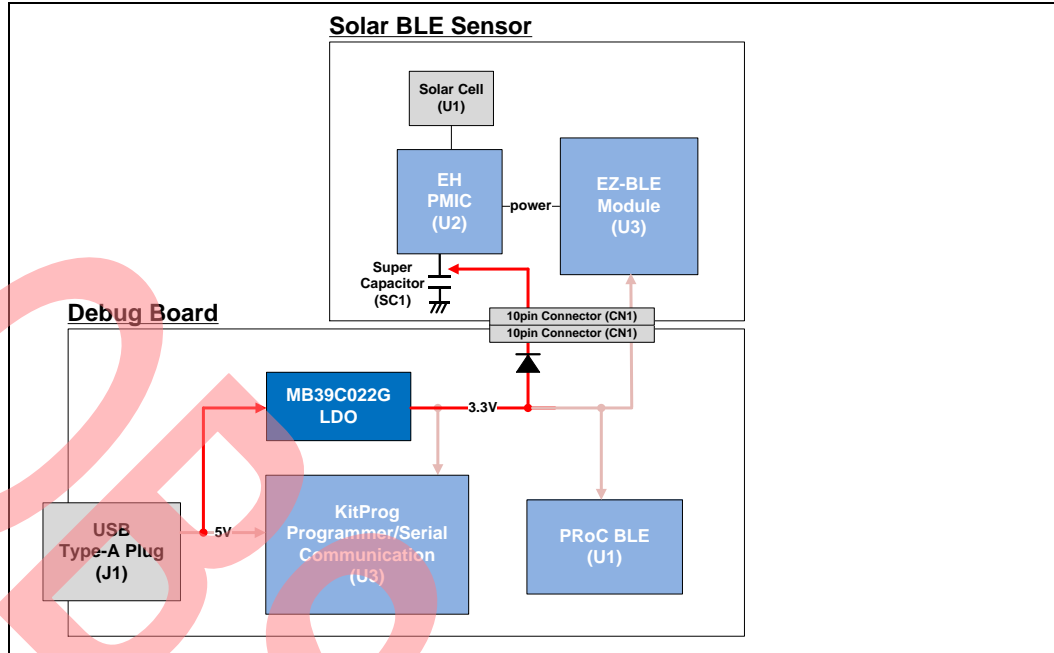 Solar BLE Sensor
Solar Cell
(U1)
EH
PMIC
(U2)
power
EZ-BLE
Module
(U3)
Super
Capacitor
(SC1)
10pin Connector (CN1)
Debug Board
10pin Connector (CN1)
MB39C022G
LDO
3.3V
USB
Type-A Plug
(J1)
5V
KitProg
Programmer/Serial
Communication
(U3)
PRoC BLE
(U1)